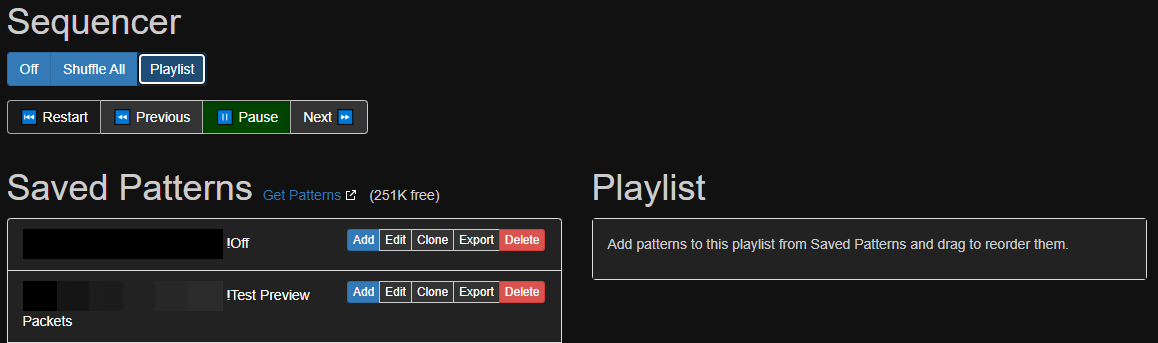 Sequencer
Off Shuffle All Playlist
Restart Previous Pause Next
Saved Patterns Get Patterns (251K free)
!Off Add Edit Clone Export Delete
!Test Preview Add Edit Clone Export Delete
Packets
Playlist
Add patterns to this playlist from Saved Patterns and drag to reorder them.